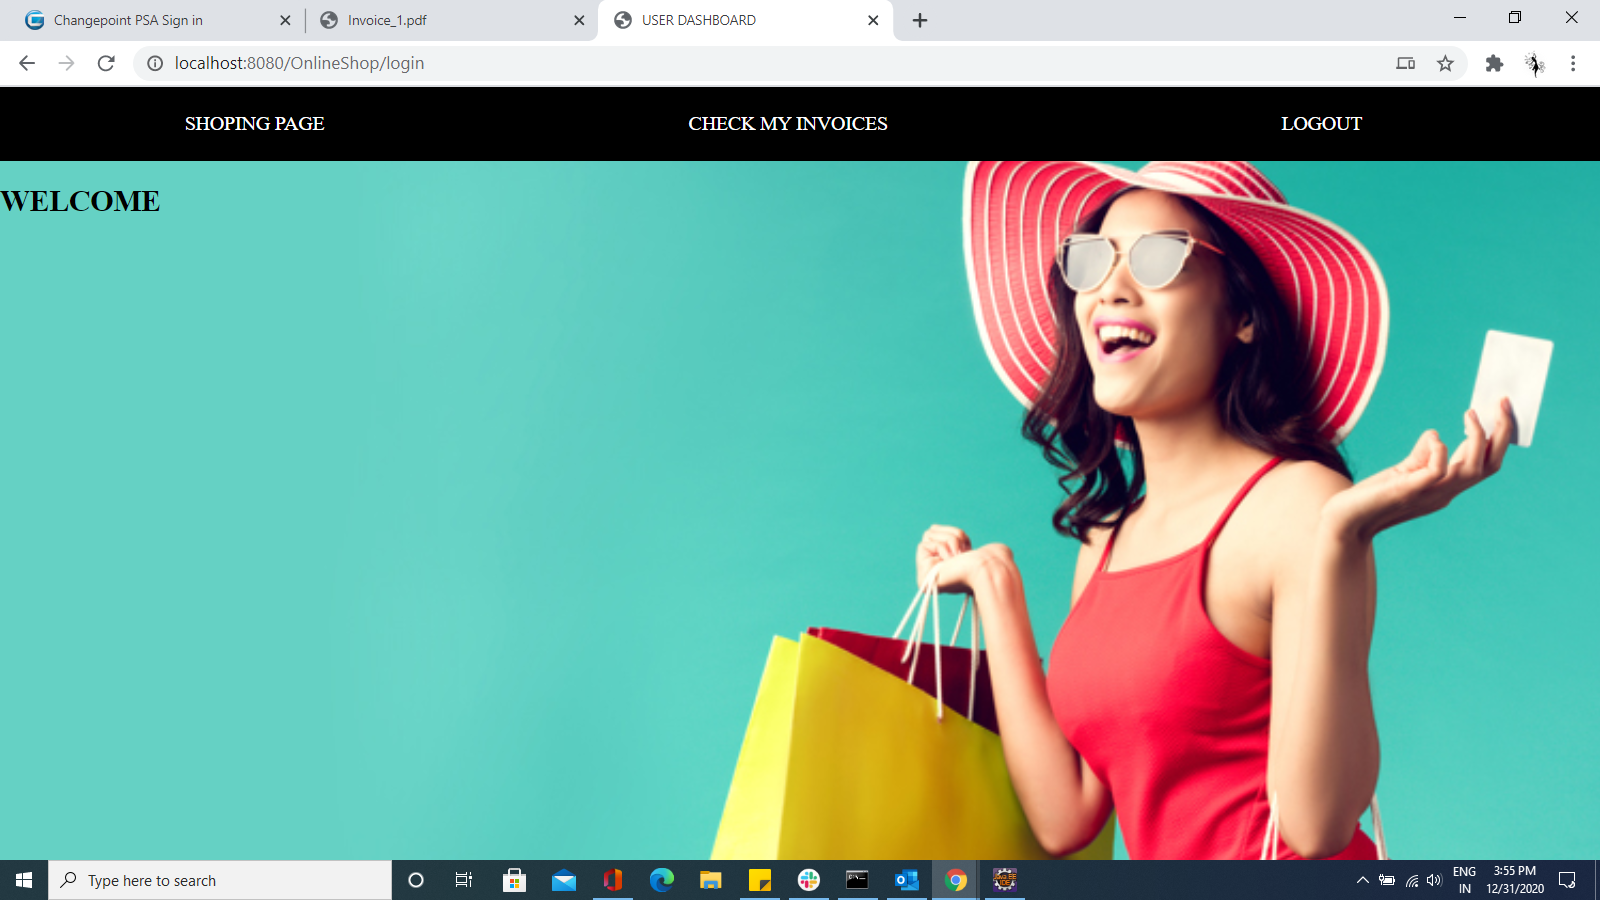 Changepoint PSA Sign in
Invoice_1.pdf
USER DASHBOARD
localhost:8080/OnlineShop/login
SHOPING PAGE
CHECK MY INVOICES
LOGOUT
WELCOME
Type here to search
ENG
IN
3:55 PM
12/31/2020